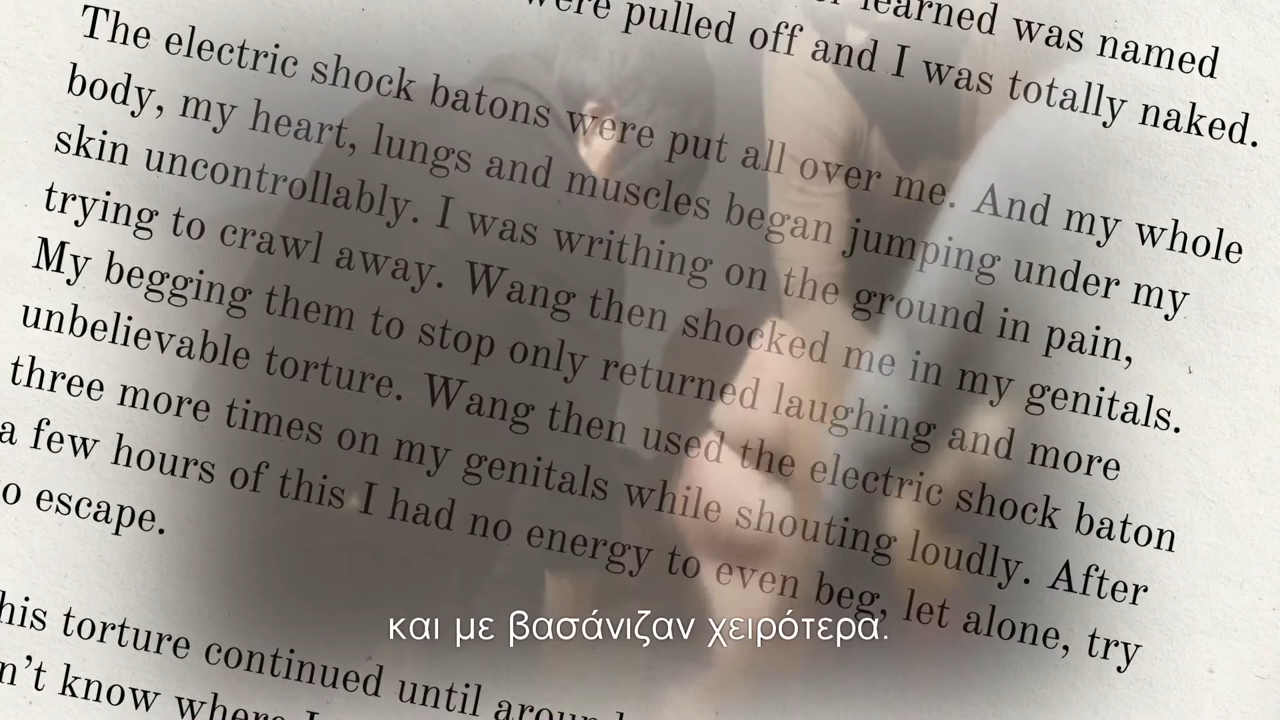 were pulled off and I was totally naked.
learned was named
The electric shock batons were put all over me. And my whole
body, my heart, lungs and muscles began jumping under my
skin uncontrollably. I was writhing on the ground in pain,
trying to crawl away. Wang then shocked me in my genitals.
My begging them to stop only returned laughing and more
unbelievable torture. Wang then used the electric shock baton
three more times on my genitals while shouting loudly. After
a few hours of this I had no energy to even beg, let alone, try
to escape.
his torture continued until around
n't know where I
και με βασάνιζαν χειρότερα.